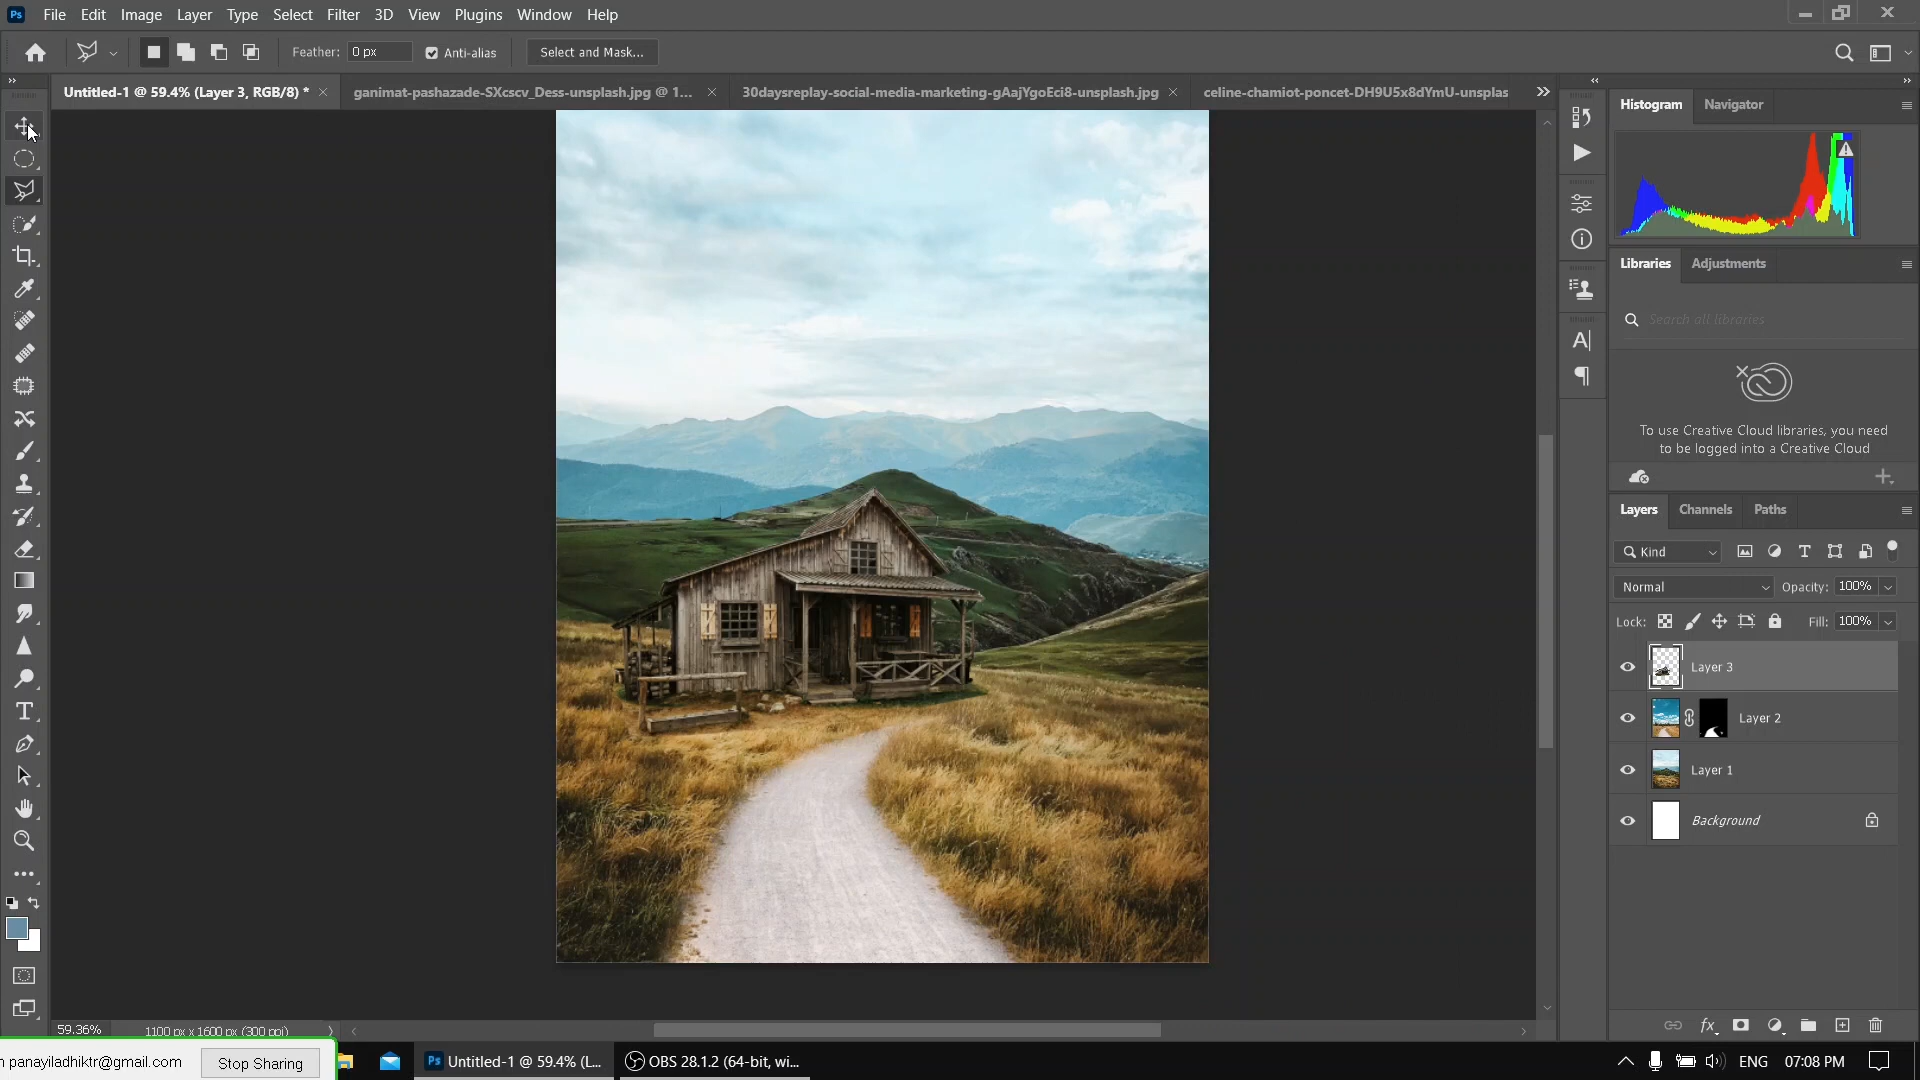 Ps File Edit Image Layer Type Select Filter 3D View Plugins Window Help
Feather: 0 px Anti-alias Select and Mask...
Untitled-1 @ 59.4% (Layer 3, RGB/8) * ganimat-pashazade-SXcscv_Dess-unsplash.jpg @ 1... 30daysreplay-social-media-marketing-gAajYgoEci8-unsplash.jpg celine-chamiot-poncet-DH9U5x8dYmU-unsplas
Histogram Navigator
Libraries Adjustments
Search all libraries
To use Creative Cloud libraries, you need
to be logged into a Creative Cloud
Layers Channels Paths
Kind
Normal Opacity: 100%
Lock: Fill: 100%
Layer 3
Layer 2
Layer 1
Background
59.36% 1100 px x 1600 px (300 ppi)
panayiladhiktr@gmail.com Stop Sharing
Ps Untitled-1 @ 59.4% (L... OBS 28.1.2 (64-bit, wi... ENG 07:08 PM